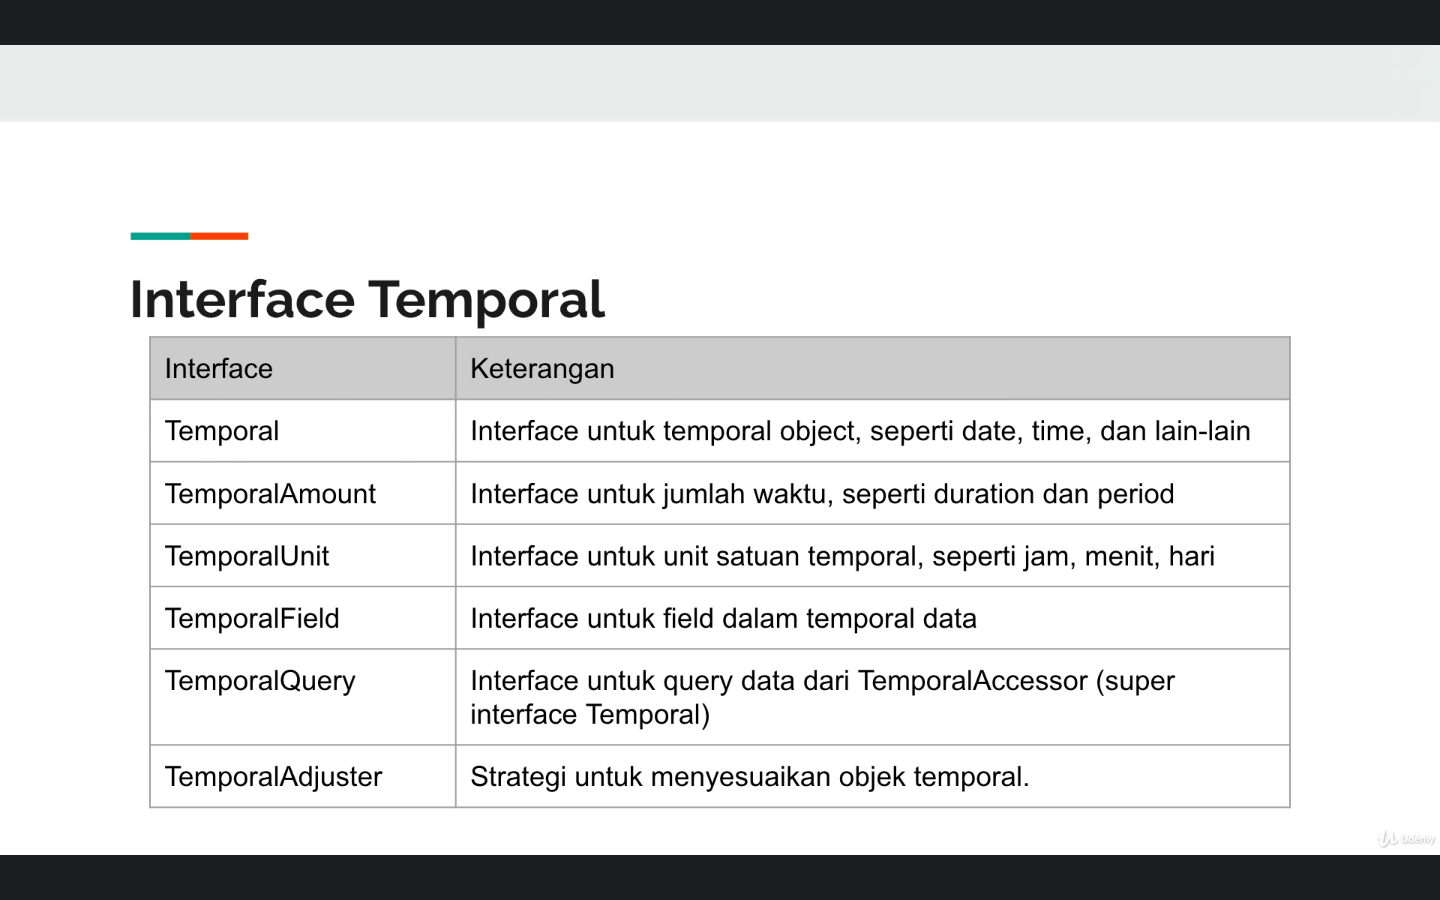 Interface Temporal
Interface Keterangan
Temporal Interface untuk temporal object, seperti date, time, dan lain-lain
TemporalAmount Interface untuk jumlah waktu, seperti duration dan period
TemporalUnit Interface untuk unit satuan temporal, seperti jam, menit, hari
TemporalField Interface untuk field dalam temporal data
TemporalQuery Interface untuk query data dari TemporalAccessor (super
interface Temporal)
TemporalAdjuster Strategi untuk menyesuaikan objek temporal.
Udemy